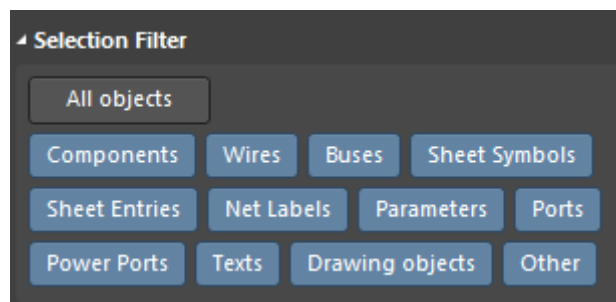 Selection Filter
All objects
Components Wires Buses Sheet Symbols
Sheet Entries Net Labels Parameters Ports
Power Ports Texts Drawing objects Other